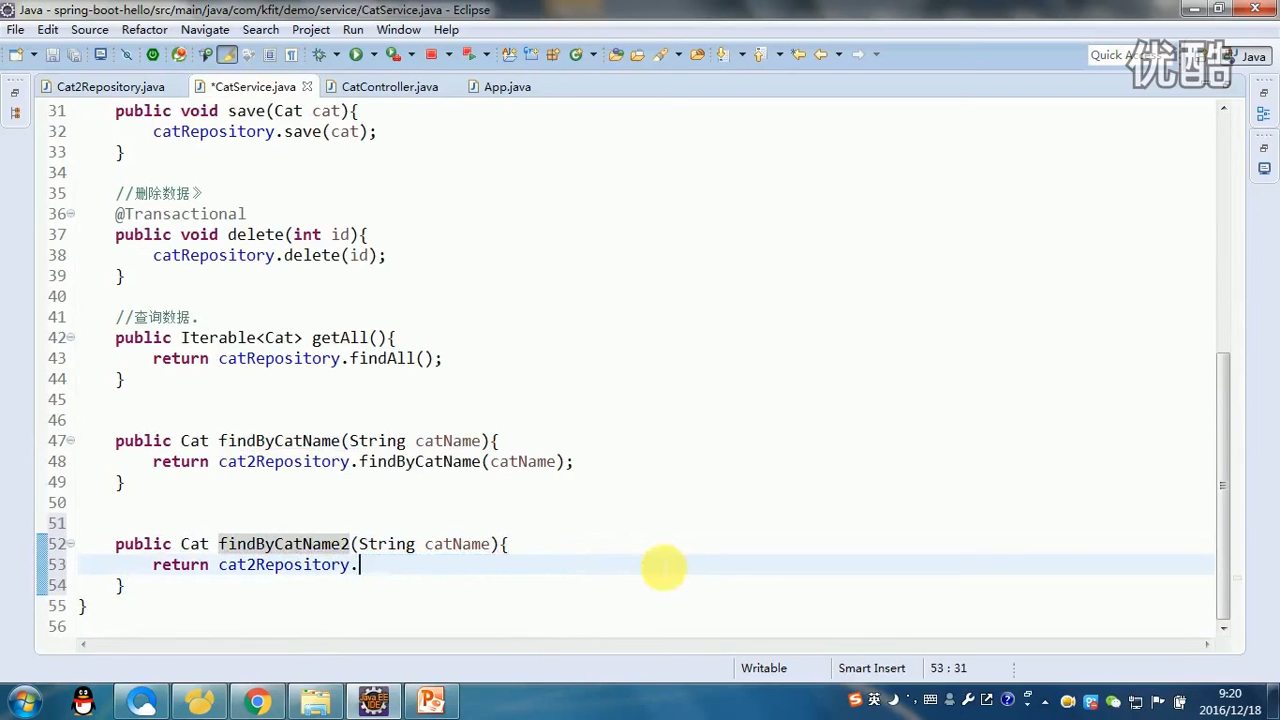 Java - spring-boot-hello/src/main/java/com/kfit/demo/service/CatService.java - Eclipse
File Edit Source Refactor Navigate Search Project Run Window Help
Quick Access
Java
优酷
Cat2Repository.java *CatService.java CatController.java App.java
31 public void save(Cat cat){
32 catRepository.save(cat);
33 }
34
35 //删除数据》
36 @Transactional
37 public void delete(int id){
38 catRepository.delete(id);
39 }
40
41 //查询数据.
42 public Iterable<Cat> getAll(){
43 return catRepository.findAll();
44 }
45
46
47 public Cat findByCatName(String catName){
48 return cat2Repository.findByCatName(catName);
49 }
50
51
52 public Cat findByCatName2(String catName){
53 return cat2Repository.
54 }
55 }
56
Writable Smart Insert 53 : 31
英
9:20
2016/12/18